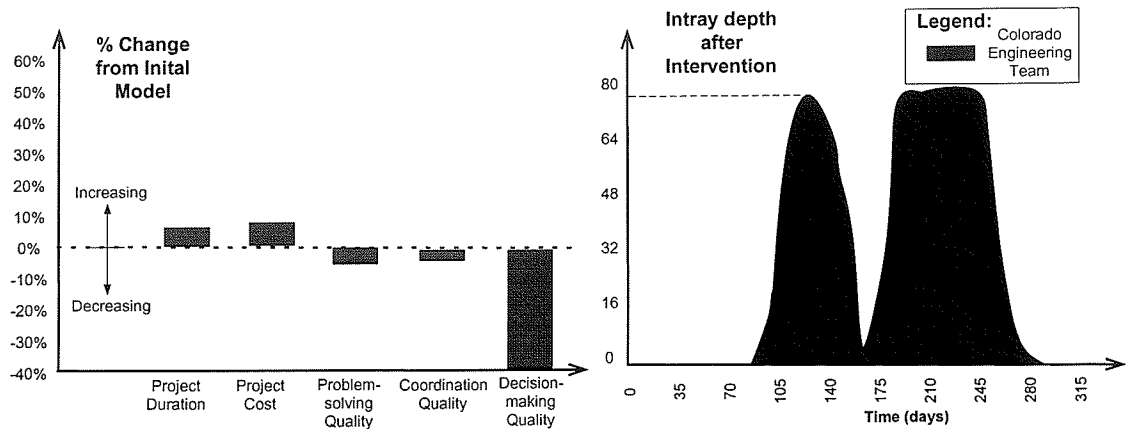 % Change
from Inital
Model
60%
50%
40%
30%
20%
10%
0%
-10%
-20%
-30%
-40%
Increasing
Decreasing
Project
Duration
Project
Cost
Problem-
solving
Quality
Coordination
Quality
Decision-
making
Quality
Intray depth
after
Intervention
Legend:
Colorado
Engineering
Team
80
64
48
32
16
0
0
35
70
105
140
175
210
245
280
315
Time (days)